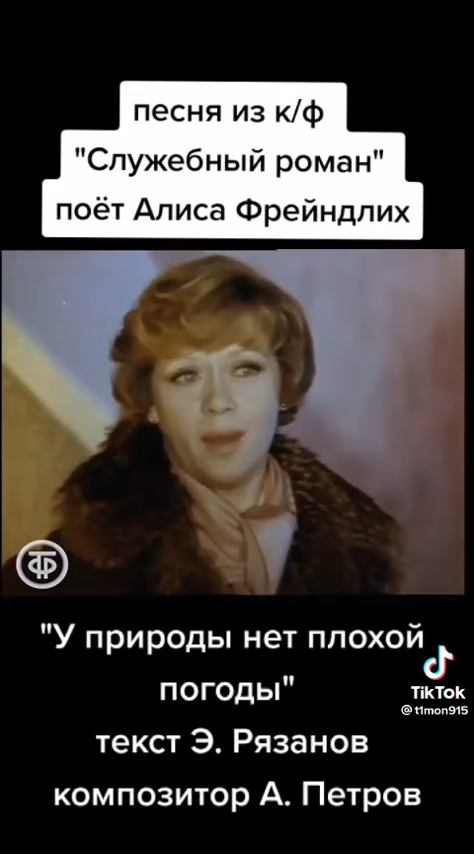 песня из к/ф
"Служебный роман"
поёт Алиса Фрейндлих
"У природы нет плохой
погоды"
TikTok
@t1mon915
текст Э. Рязанов
композитор А. Петров